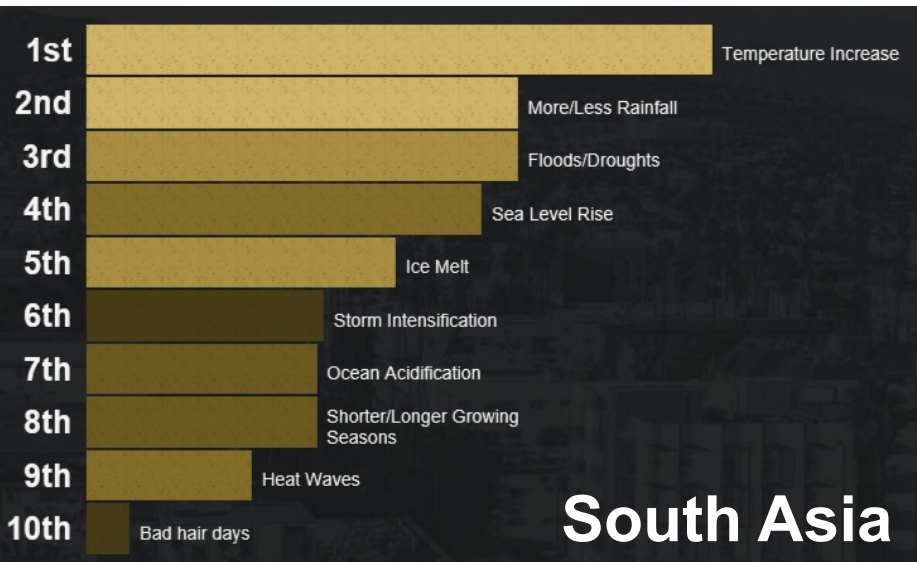 1st
Temperature Increase
2nd
More/Less Rainfall
3rd
Floods/Droughts
4th
Sea Level Rise
5th
Ice Melt
6th
Storm Intensification
7th
Ocean Acidification
8th
Shorter/Longer Growing
Seasons
9th
Heat Waves
10th
Bad hair days
South Asia